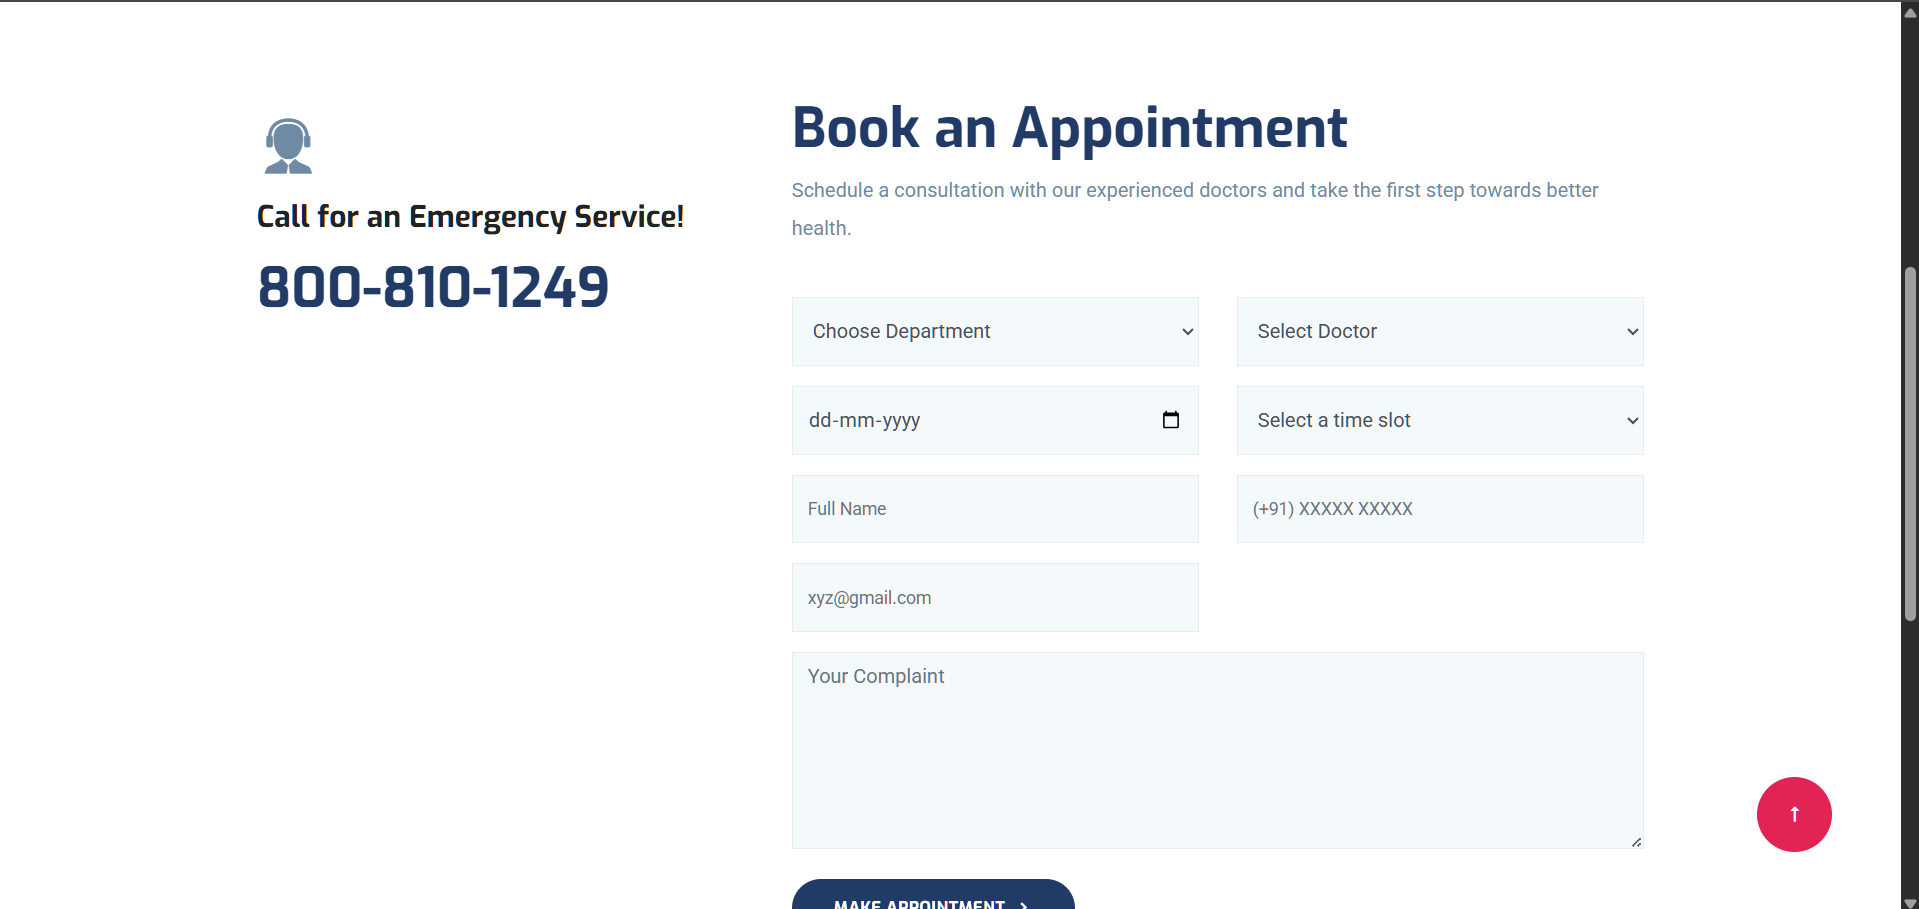 Call for an Emergency Service!
800-810-1249
Book an Appointment
Schedule a consultation with our experienced doctors and take the first step towards better
health.
Choose Department
Select Doctor
dd-mm-yyyy
Select a time slot
Full Name
(+91) XXXXX XXXXX
xyz@gmail.com
Your Complaint
MAKE APPOINTMENT